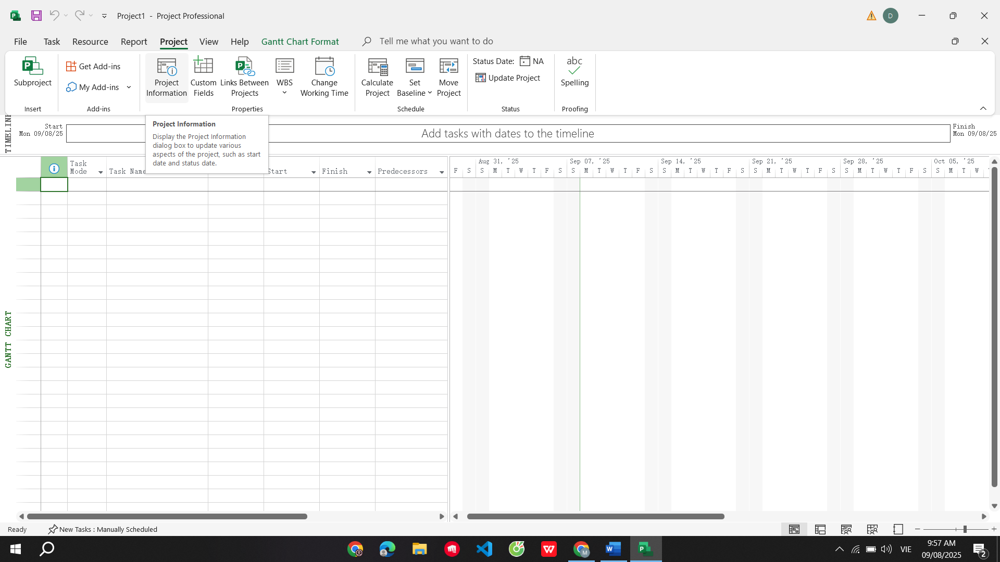 Project1 - Project Professional
D
File Task Resource Report Project View Help Gantt Chart Format Tell me what you want to do
Subproject
Insert
Get Add-ins
My Add-ins
Add-ins
Project Information
Custom Fields
Links Between Projects
WBS
Change Working Time
Properties
Calculate Project
Set Baseline
Move Project
Schedule
Status Date: NA
Update Project
Status
abc
Spelling
Proofing
TIMELINE
Start
Mon 09/08/25
Add tasks with dates to the timeline
Finish
Mon 09/08/25
Project Information
Display the Project Information
dialog box to update various
aspects of the project, such as start
date and status date.
Task Mode
Task Name
Start
Finish
Predecessors
Aug 31, '25 Sep 07, '25 Sep 14, '25 Sep 21, '25 Sep 28, '25 Oct 05, '25
F S S M T W T F S S M T W T F S S M T W T F S S M T W T F S S M T W T F S S M T W
GANTT CHART
Ready
New Tasks : Manually Scheduled
VIE
9:57 AM
09/08/2025
2